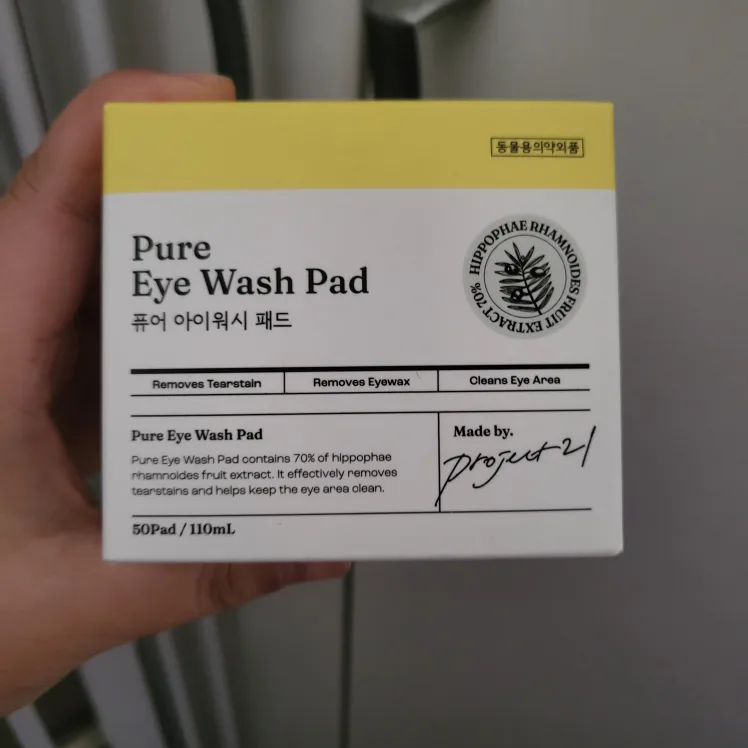 동물용의약외품
Pure
Eye Wash Pad
퓨어 아이워시 패드
HIPPOPHAE RHAMNOIDES FRUIT EXTRACT 70%
Removes Tearstain
Removes Eyewax
Cleans Eye Area
Pure Eye Wash Pad
Pure Eye Wash Pad contains 70% of hippophae
rhamnoides fruit extract. It effectively removes
tearstains and helps keep the eye area clean.
Made by.
project 21
50Pad / 110mL